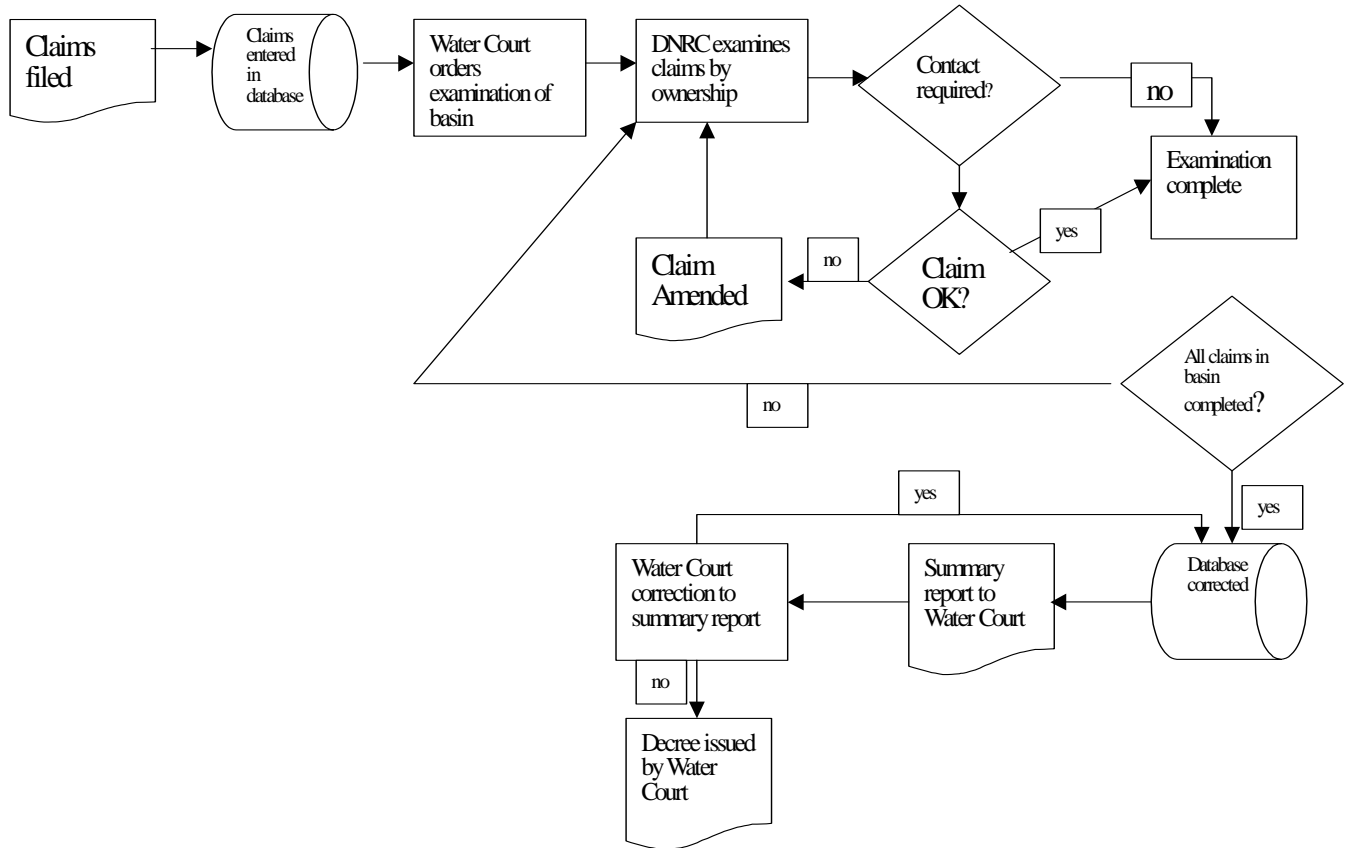 Claims
filed
Claims
entered
in
database
Water Court
orders
examination of
basin
DNRC examines
claims by
ownership
Contact
required?
no
Examination
complete
yes
Claim
OK?
no
Claim
Amended
All claims in
basin
completed?
no
yes
yes
Database
corrected
Summary
report to
Water Court
Water Court
correction to
summary report
no
Decree issued
by Water
Court